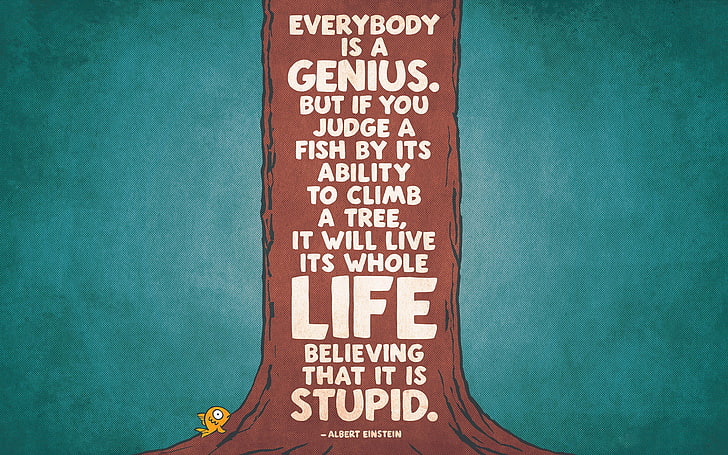 EVERYBODY
IS A
GENIUS.
BUT IF YOU
JUDGE A
FISH BY ITS
ABILITY
TO CLIMB
A TREE,
IT WILL LIVE
ITS WHOLE
LIFE
BELIEVING
THAT IT IS
STUPID.
– ALBERT EINSTEIN